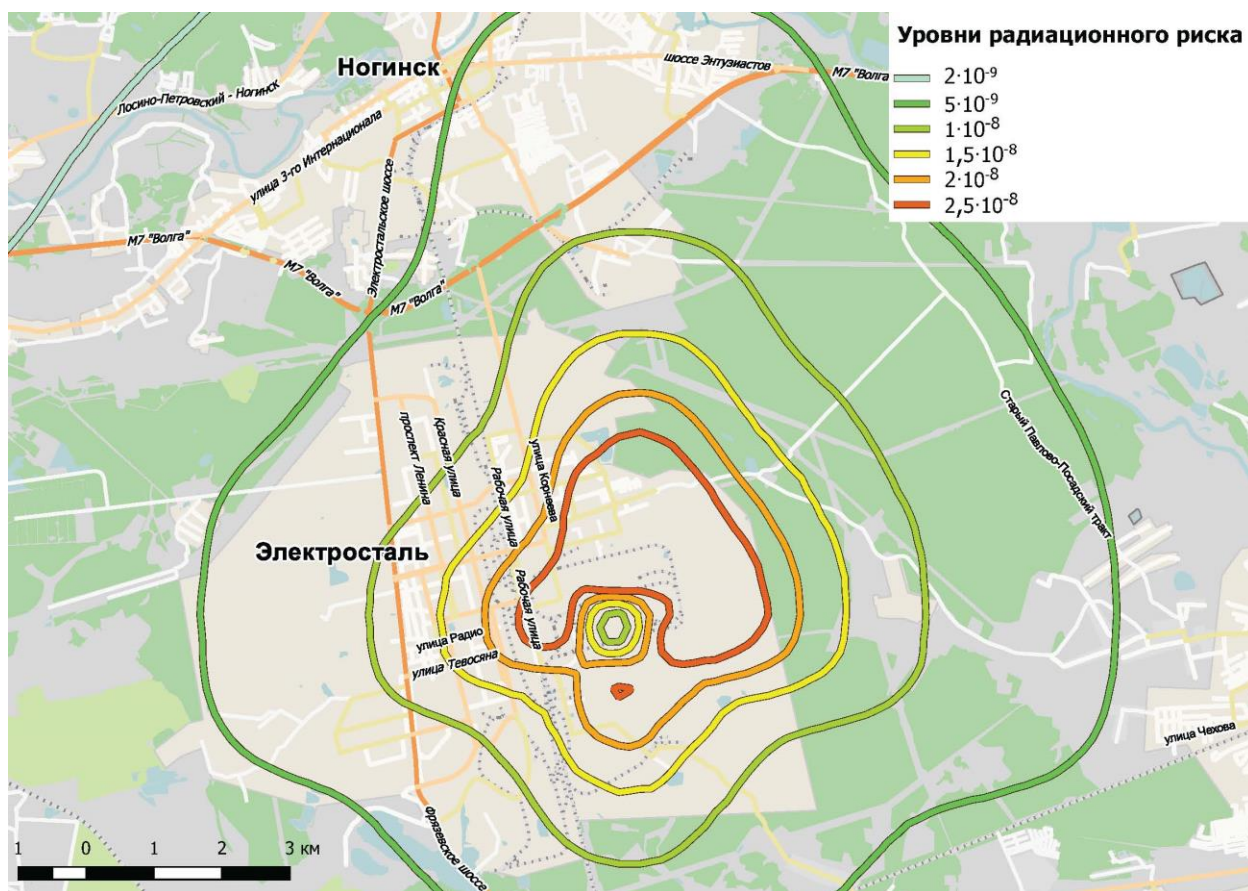 Уровни радиационного риска
2·10⁻⁹
5·10⁻⁹
1·10⁻⁸
1,5·10⁻⁸
2·10⁻⁸
2,5·10⁻⁸
Ногинск
шоссе Энтузиастов
М7 "Волга"
Лосино-Петровский - Ногинск
улица 3-го Интернационала
Электростальское шоссе
М7 "Волга"
М7 "Волга"
М7 "Волга"
Старый Павлово-Посадский тракт
проспект Ленина
Красная улица
Рабочая улица
улица Корнеева
Электросталь
Рабочая улица
улица Радио
улица Тевосяна
улица Чехова
Фрязевское шоссе
1 0 1 2 3 км